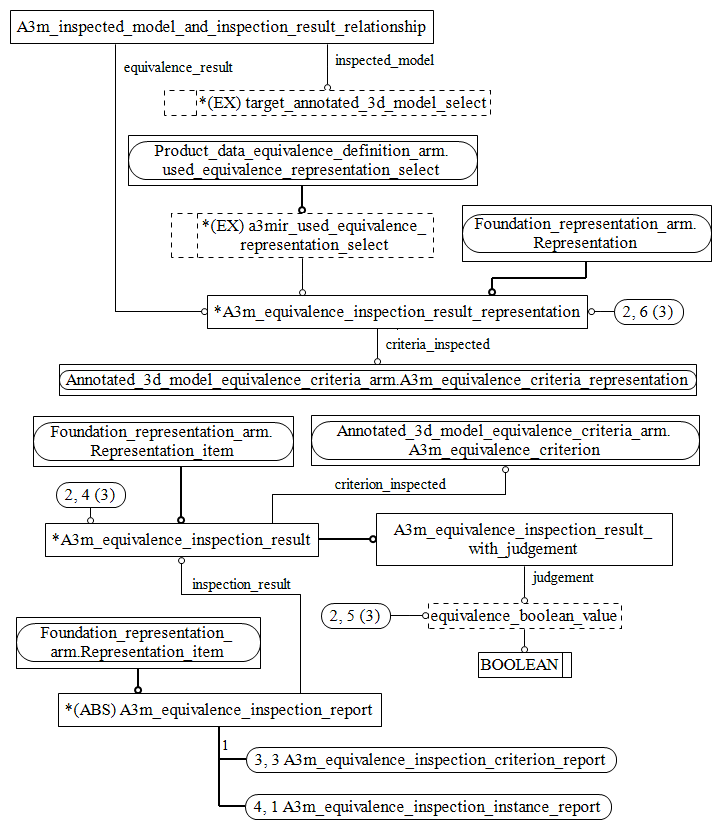 A3m_inspected_model_and_inspection_result_relationship
equivalence_result
inspected_model
*(EX) target_annotated_3d_model_select
Product_data_equivalence_definition_arm.
used_equivalence_representation_select
*(EX) a3mir_used_equivalence_
representation_select
Foundation_representation_arm.
Representation
*A3m_equivalence_inspection_result_representation
2, 6 (3)
criteria_inspected
Annotated_3d_model_equivalence_criteria_arm.A3m_equivalence_criteria_representation
Foundation_representation_arm.
Representation_item
Annotated_3d_model_equivalence_criteria_arm.
A3m_equivalence_criterion
2, 4 (3)
criterion_inspected
*A3m_equivalence_inspection_result
A3m_equivalence_inspection_result_
with_judgement
inspection_result
judgement
2, 5 (3)
equivalence_boolean_value
Foundation_representation_
arm.Representation_item
BOOLEAN
*(ABS) A3m_equivalence_inspection_report
1
3, 3 A3m_equivalence_inspection_criterion_report
4, 1 A3m_equivalence_inspection_instance_report